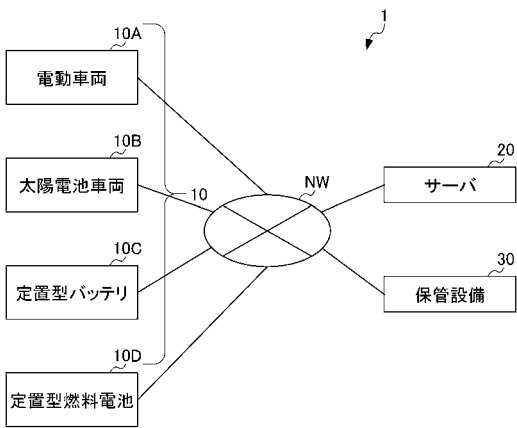 1
10A
電動車両
10B
太陽電池車両
10
NW
20
サーバ
10C
定置型バッテリ
30
保管設備
10D
定置型燃料電池